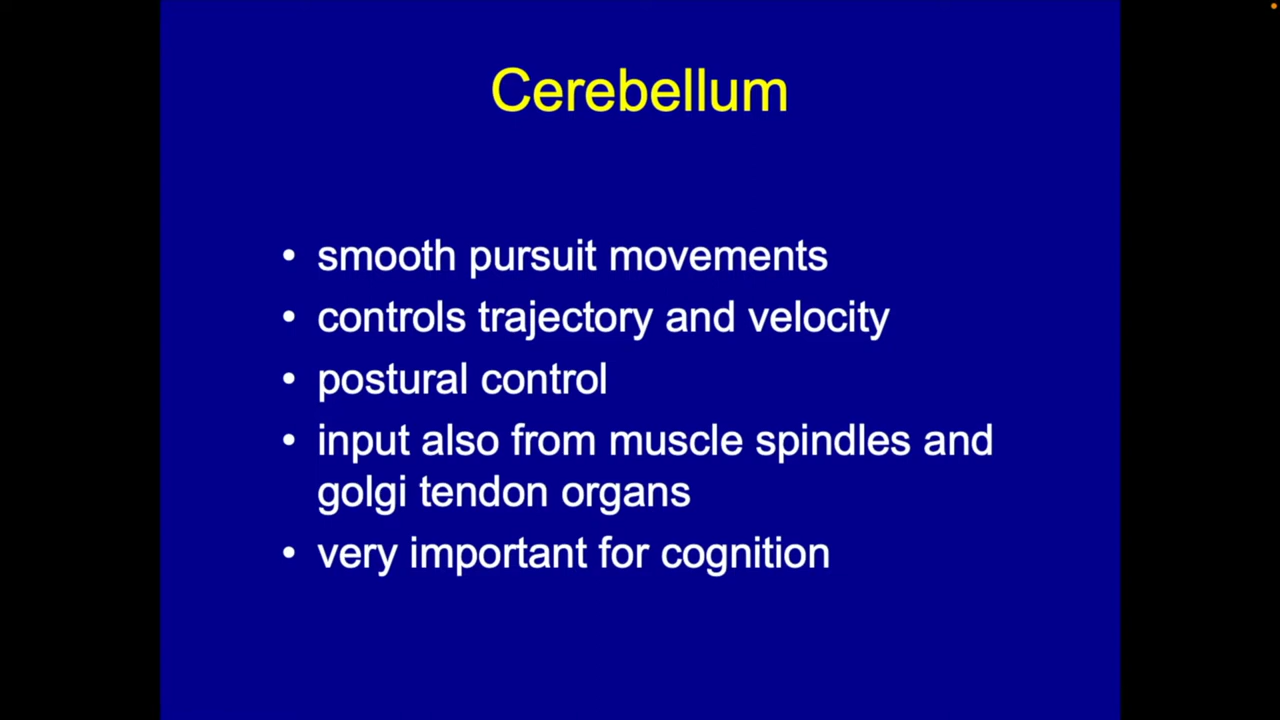 Cerebellum
• smooth pursuit movements
• controls trajectory and velocity
• postural control
• input also from muscle spindles and
golgi tendon organs
• very important for cognition